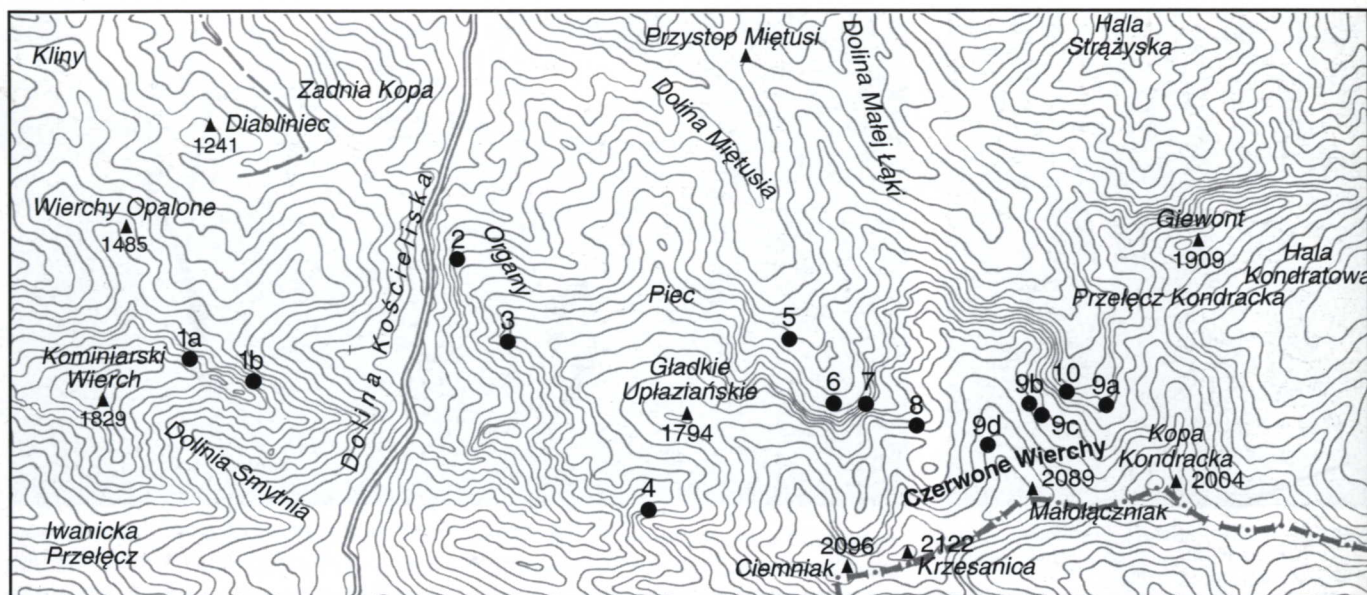 Kliny
Zadnia Kopa
Diabliniec
1241
Wierchy Opalone
1485
Przystop Miętusi
Dolina Miętusia
Dolina Małej Łąki
Hala
Strążyska
Giewont
1909
Hala
Kondratowa
Przełęcz Kondracka
Dolina Kościeliska
2
Organy
3
Piec
5
1a
1b
Kominiarski
Wierch
1829
Gładkie
Upłaziańskie
1794
6
7
8
9b
10
9a
9c
9d
Czerwone Wierchy
Kopa
Kondracka
2004
2089
Małołączniak
Dolinia Smytnia
4
Iwanicka
Przełęcz
2096
Ciemniak
2122
Krzesanica